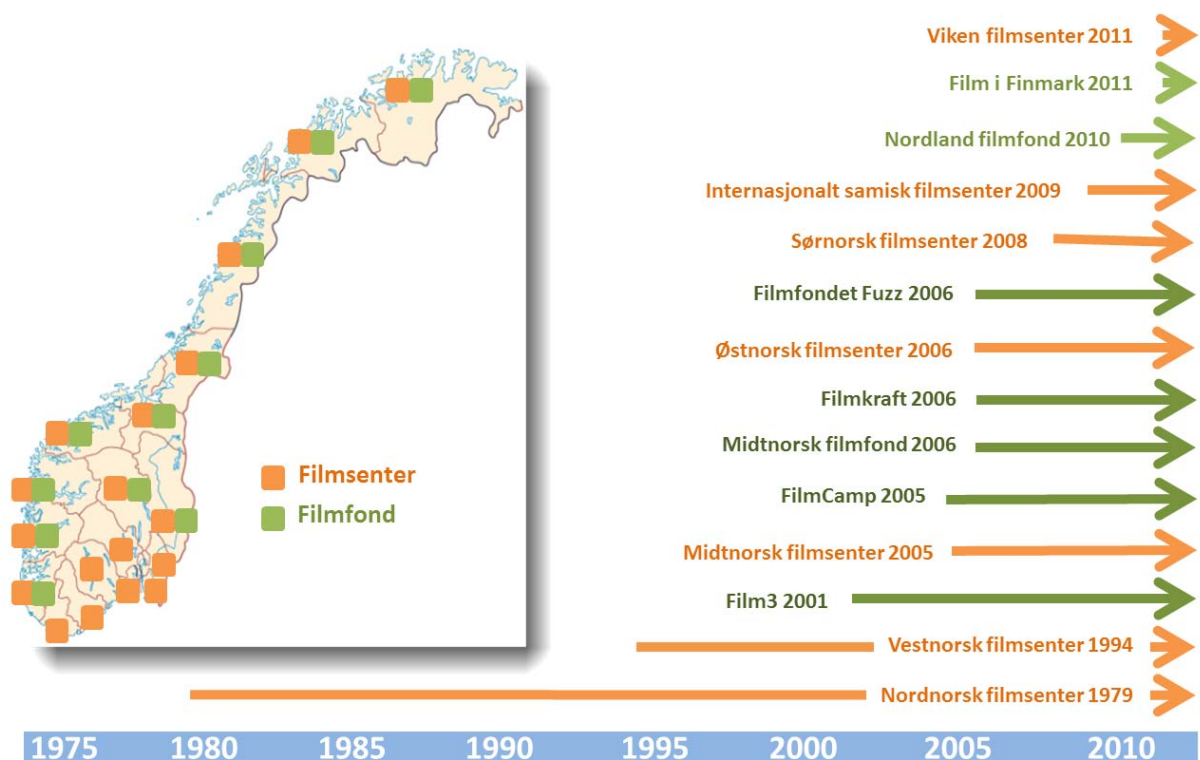 Viken filmsenter 2011
Film i Finmark 2011
Nordland filmfond 2010
Internasjonalt samisk filmsenter 2009
Sørnorsk filmsenter 2008
Filmfondet Fuzz 2006
Østnorsk filmsenter 2006
Filmkraft 2006
Midtnorsk filmfond 2006
FilmCamp 2005
Midtnorsk filmsenter 2005
Film3 2001
Vestnorsk filmsenter 1994
Nordnorsk filmsenter 1979
Filmsenter
Filmfond
1975 1980 1985 1990 1995 2000 2005 2010